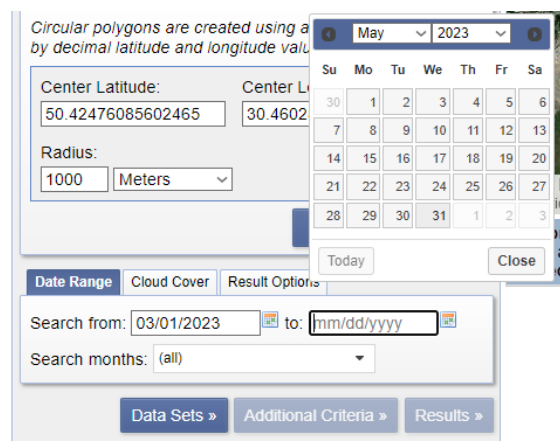 Circular polygons are created using a
by decimal latitude and longitude valu
Center Latitude:
Center L
50.42476085602465
30.4602
Radius:
1000
Meters
May
2023
Su Mo Tu We Th Fr Sa
30 1 2 3 4 5 6
7 8 9 10 11 12 13
14 15 16 17 18 19 20
21 22 23 24 25 26 27
28 29 30 31 1 2 3
Today
Close
Date Range
Cloud Cover
Result Options
Search from: 03/01/2023 to: mm/dd/yyyy
Search months: (all)
Data Sets »
Additional Criteria »
Results »